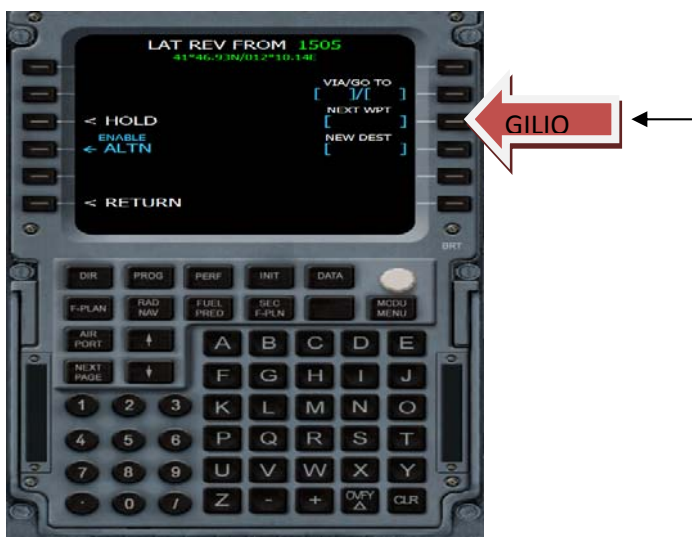 LAT REV FROM 1505
41°46.93N/012°10.14E
VIA/GO TO
[ ]/[ ]
NEXT WPT
< HOLD [ ]
ENABLE NEW DEST
← ALTN [ ]
< RETURN
GILIO
BRT
DIR PROG PERF INIT DATA
F-PLAN RAD NAV FUEL PRED SEC F-PLN MCDU MENU
AIR PORT ↑ A B C D E
NEXT PAGE ↓ F G H I J
1 2 3 K L M N O
4 5 6 P Q R S T
7 8 9 U V W X Y
. 0 / Z - + OVFY △ CLR